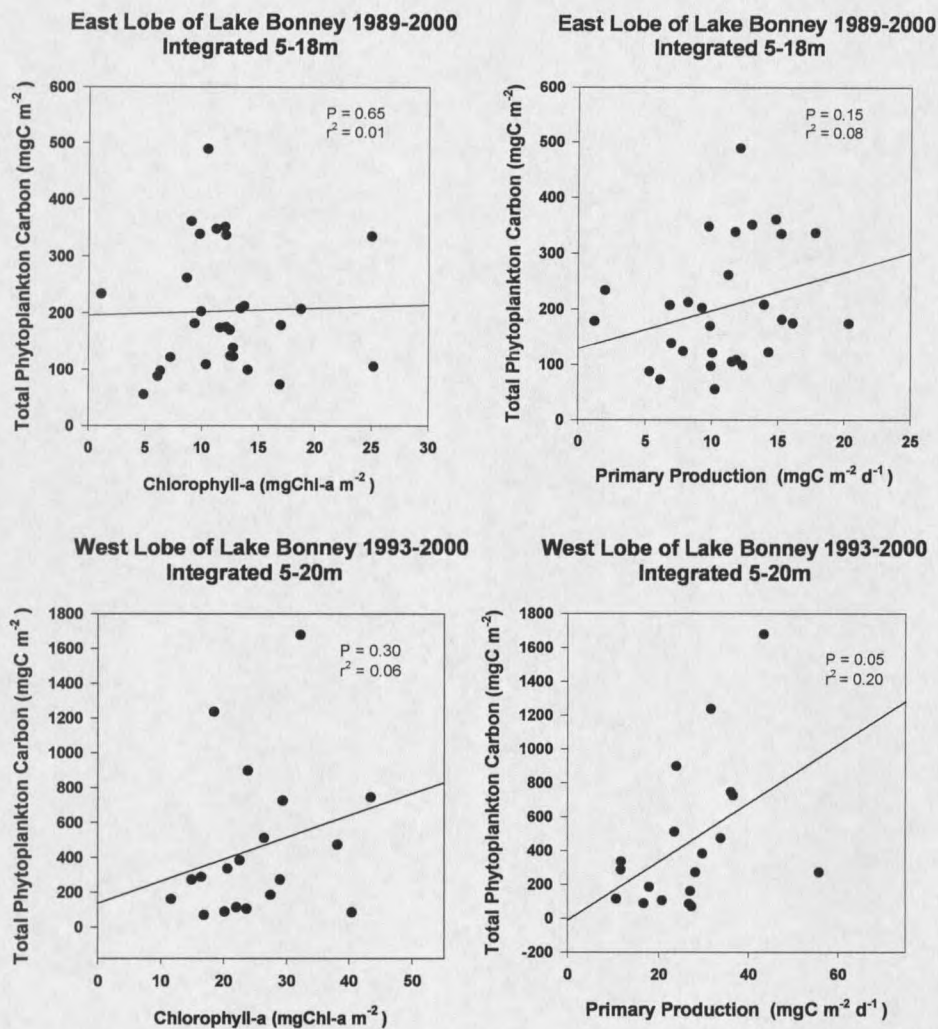 East Lobe of Lake Bonney 1989-2000
Integrated 5-18m
Total Phytoplankton Carbon (mgC m⁻²)
600
500
400
300
200
100
0
P = 0.65
r² = 0.01
0 5 10 15 20 25 30
Chlorophyll-a (mgChl-a m⁻²)
East Lobe of Lake Bonney 1989-2000
Integrated 5-18m
Total Phytoplankton Carbon (mgC m⁻²)
600
500
400
300
200
100
0
P = 0.15
r² = 0.08
0 5 10 15 20 25
Primary Production (mgC m⁻² d⁻¹)
West Lobe of Lake Bonney 1993-2000
Integrated 5-20m
Total Phytoplankton Carbon (mgC m⁻²)
1800
1600
1400
1200
1000
800
600
400
200
0
P = 0.30
r² = 0.06
0 10 20 30 40 50
Chlorophyll-a (mgChl-a m⁻²)
West Lobe of Lake Bonney 1993-2000
Integrated 5-20m
Total Phytoplankton Carbon (mgC m⁻²)
1800
1600
1400
1200
1000
800
600
400
200
0
-200
P = 0.05
r² = 0.20
0 20 40 60
Primary Production (mgC m⁻² d⁻¹)